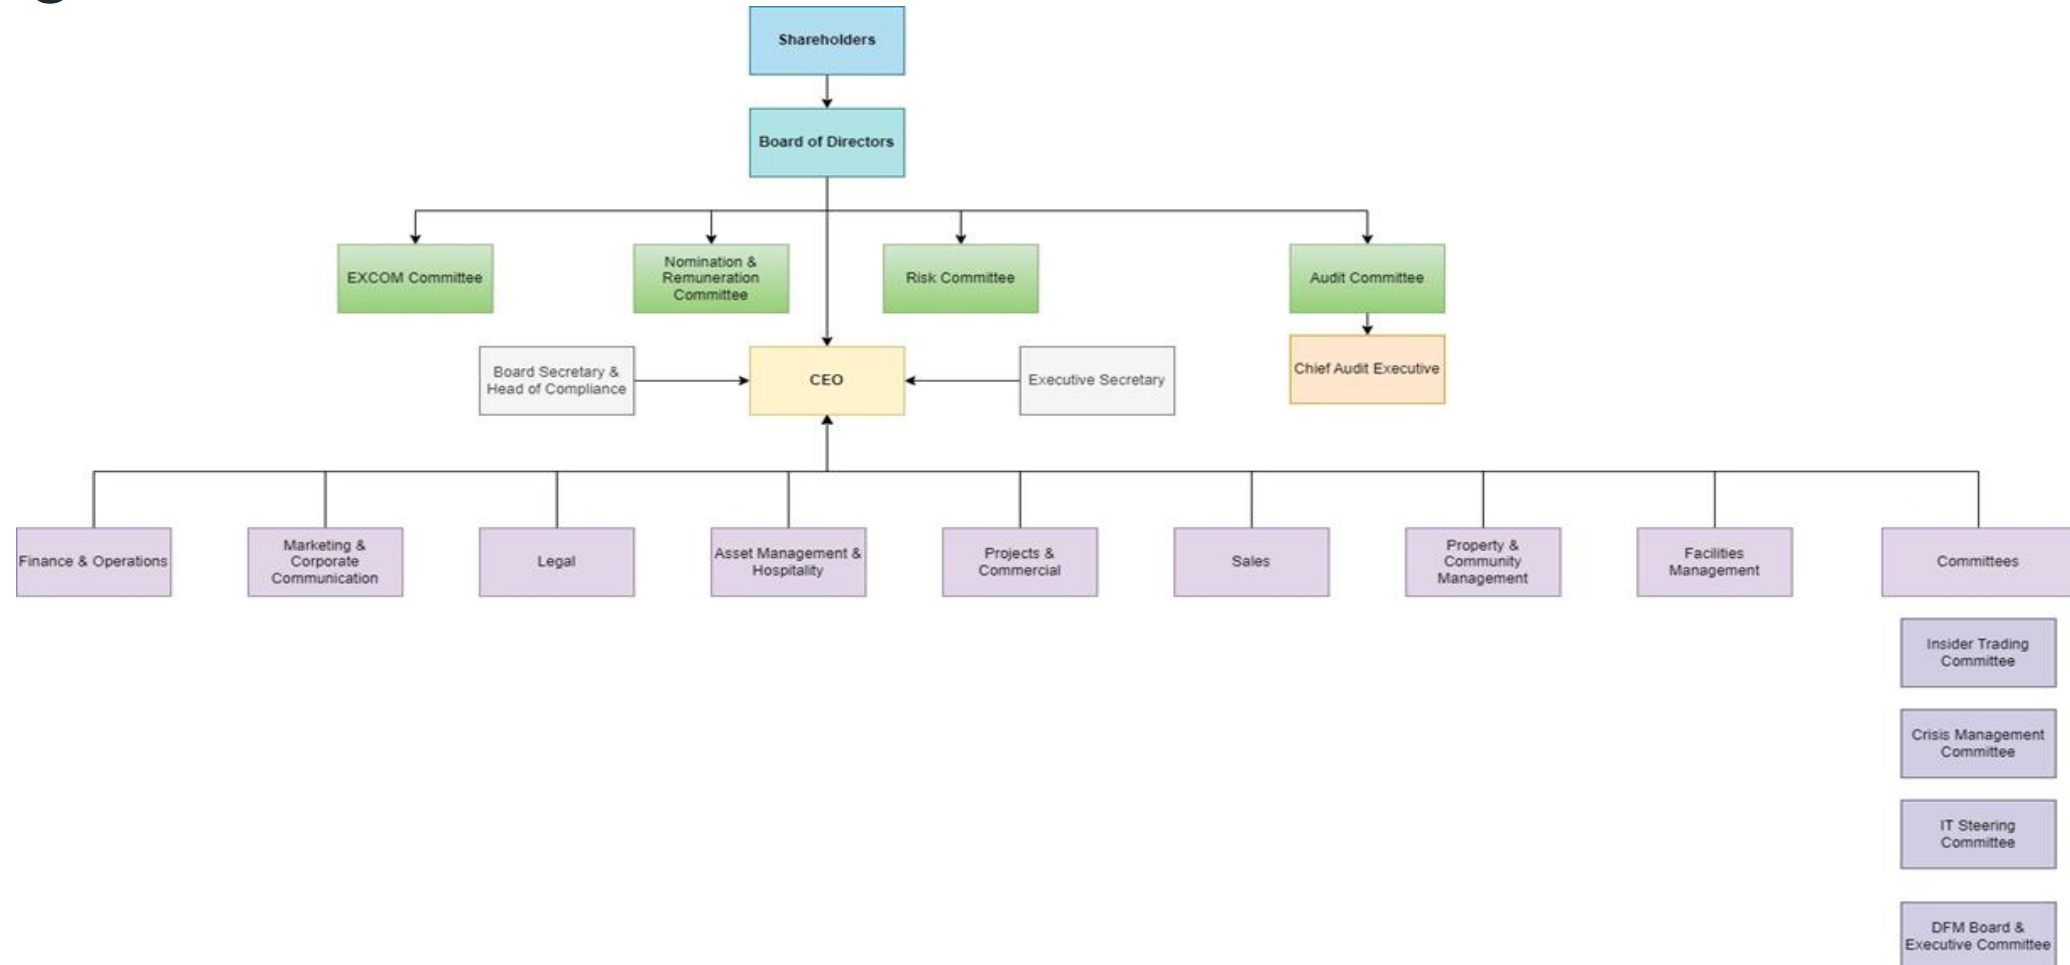 Shareholders
Board of Directors
EXCOM Committee
Nomination &
Remuneration
Committee
Risk Committee
Audit Committee
Board Secretary &
Head of Compliance
CEO
Executive Secretary
Chief Audit Executive
Finance & Operations
Marketing &
Corporate
Communication
Legal
Asset Management &
Hospitality
Projects &
Commercial
Sales
Property &
Community
Management
Facilities
Management
Committees
Insider Trading
Committee
Crisis Management
Committee
IT Steering
Committee
DFM Board &
Executive Committee